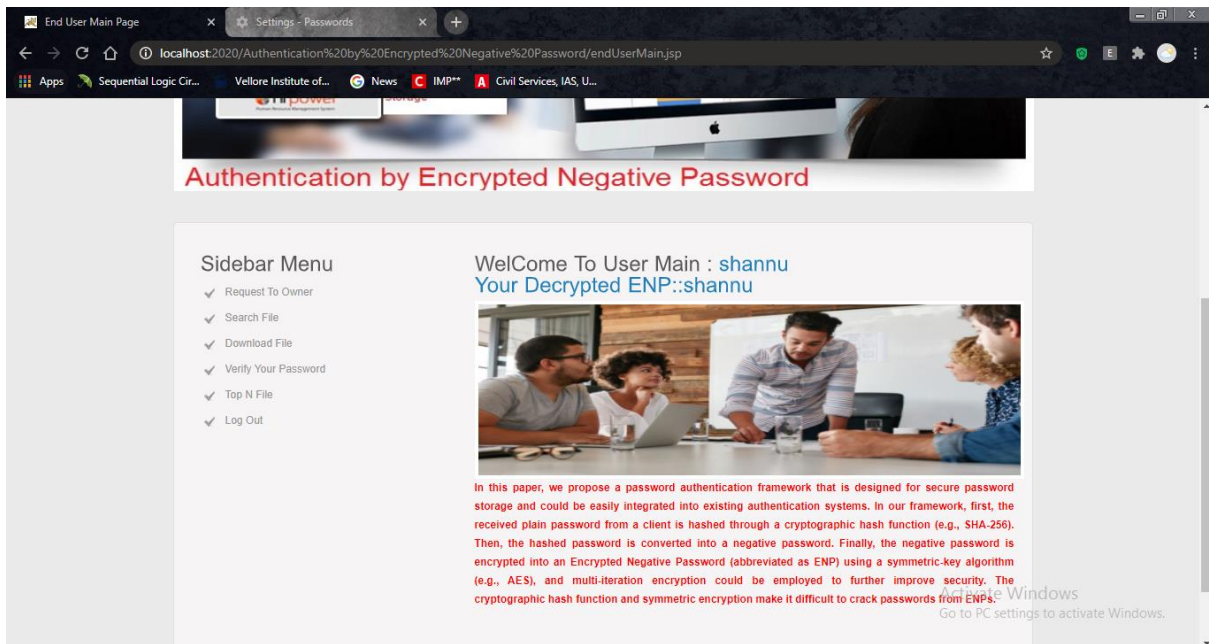 End User Main Page
Settings - Passwords
localhost:2020/Authentication%20by%20Encrypted%20Negative%20Password/endUserMain.jsp
E
Apps
Sequential Logic Cir...
Vellore Institute of...
G News
C IMP**
A Civil Services, IAS, U...
Human Resource Management System
Storage
Authentication by Encrypted Negative Password
Sidebar Menu
Request To Owner
Search File
Download File
Verify Your Password
Top N File
Log Out
WelCome To User Main : shannu
Your Decrypted ENP::shannu
In this paper, we propose a password authentication framework that is designed for secure password
storage and could be easily integrated into existing authentication systems. In our framework, first, the
received plain password from a client is hashed through a cryptographic hash function (e.g., SHA-256).
Then, the hashed password is converted into a negative password. Finally, the negative password is
encrypted into an Encrypted Negative Password (abbreviated as ENP) using a symmetric-key algorithm
(e.g., AES), and multi-iteration encryption could be employed to further improve security. The
cryptographic hash function and symmetric encryption make it difficult to crack passwords from ENPs.
Activate Windows
Go to PC settings to activate Windows.